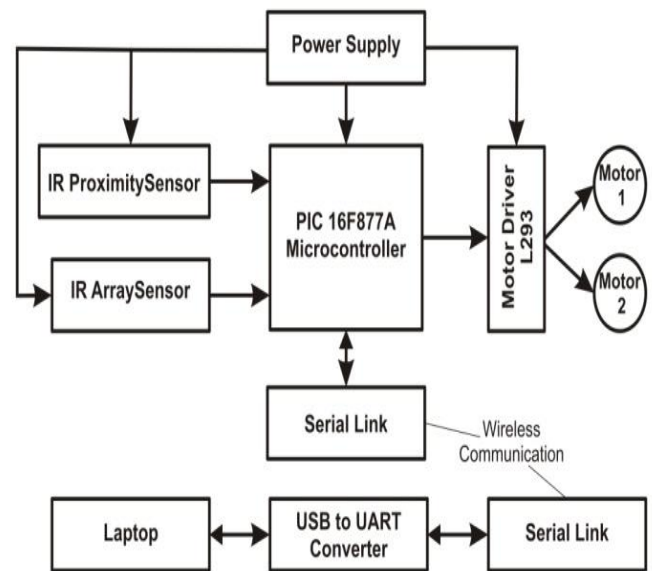 Power Supply
IR ProximitySensor
PIC 16F877A
Microcontroller
Motor Driver
L293
Motor
1
IR ArraySensor
Motor
2
Serial Link
Wireless
Communication
Laptop
USB to UART
Converter
Serial Link